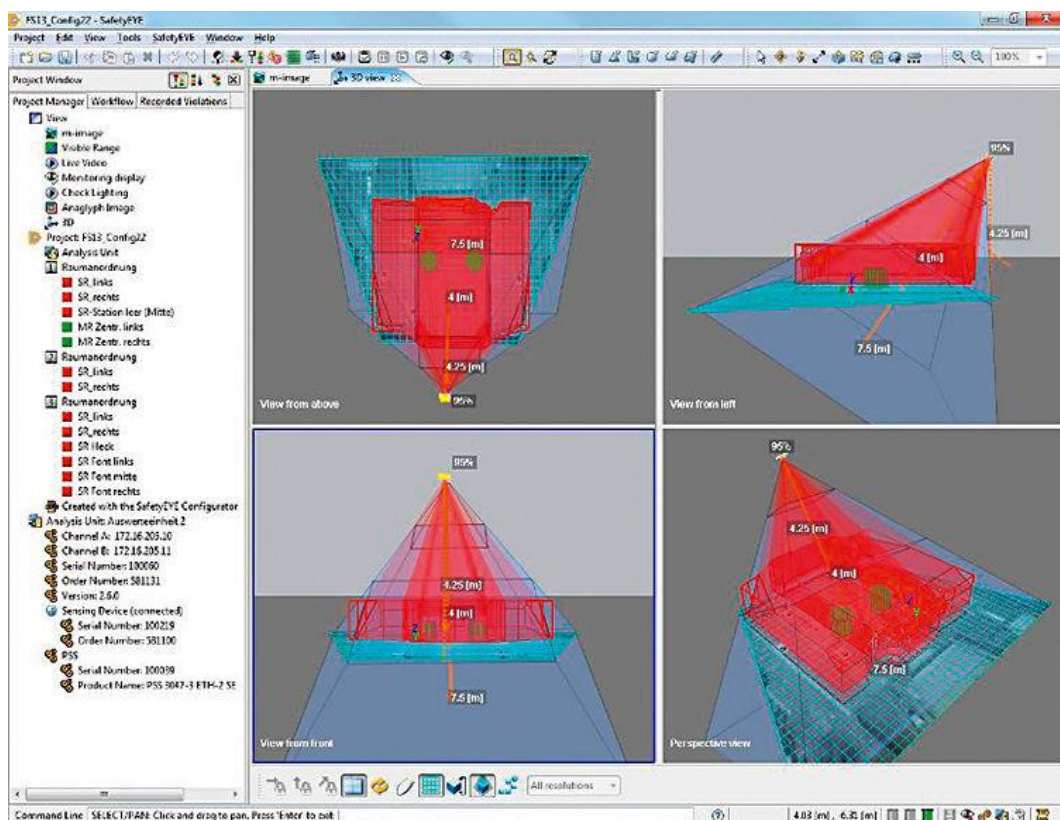 FS13_Config22 - SafetyEYE
Project Edit View Tools SafetyEYE Window Help
100%
Project Window
m-image
3D view
Project Manager
Workflow
Recorded Violations
View
m-image
Visible Range
Live Video
Monitoring display
Check Lighting
Anaglyph Image
3D
Project: FS13_Config22
Analysis Unit
1 Raumanordnung
SR_links
SR_rechts
SR-Station leer (Mitte)
MR Zentr. links
MR Zentr. rechts
2 Raumanordnung
SR_links
SR_rechts
Raumanordnung
SR_links
SR_rechts
SR Heck
SR Font links
SR Font mitte
SR Font rechts
Created with the SafetyEYE Configurator
Analysis Unit: Auswerteeinheit 2
Channel A: 172.16.205.10
Channel B: 172.16.205.11
Serial Number: 100060
Order Number: 581131
Version: 2.6.0
Sensing Device (connected)
Serial Number: 100219
Order Number: 581100
PSS
Serial Number: 100039
Product Name: PSS 3047-3 ETH-2 SE
7.5 [m]
4 [m]
4.25 [m]
95%
View from above
95%
4.25 [m]
4 [m]
7.5 [m]
View from left
95%
4.25 [m]
4 [m]
7.5 [m]
View from front
95%
4.25 [m]
4 [m]
7.5 [m]
Perspective view
All resolutions
Command Line
SELECT/PAN: Click and drag to pan. Press 'Enter' to exit
4.03 [m] , -6.31 [m]